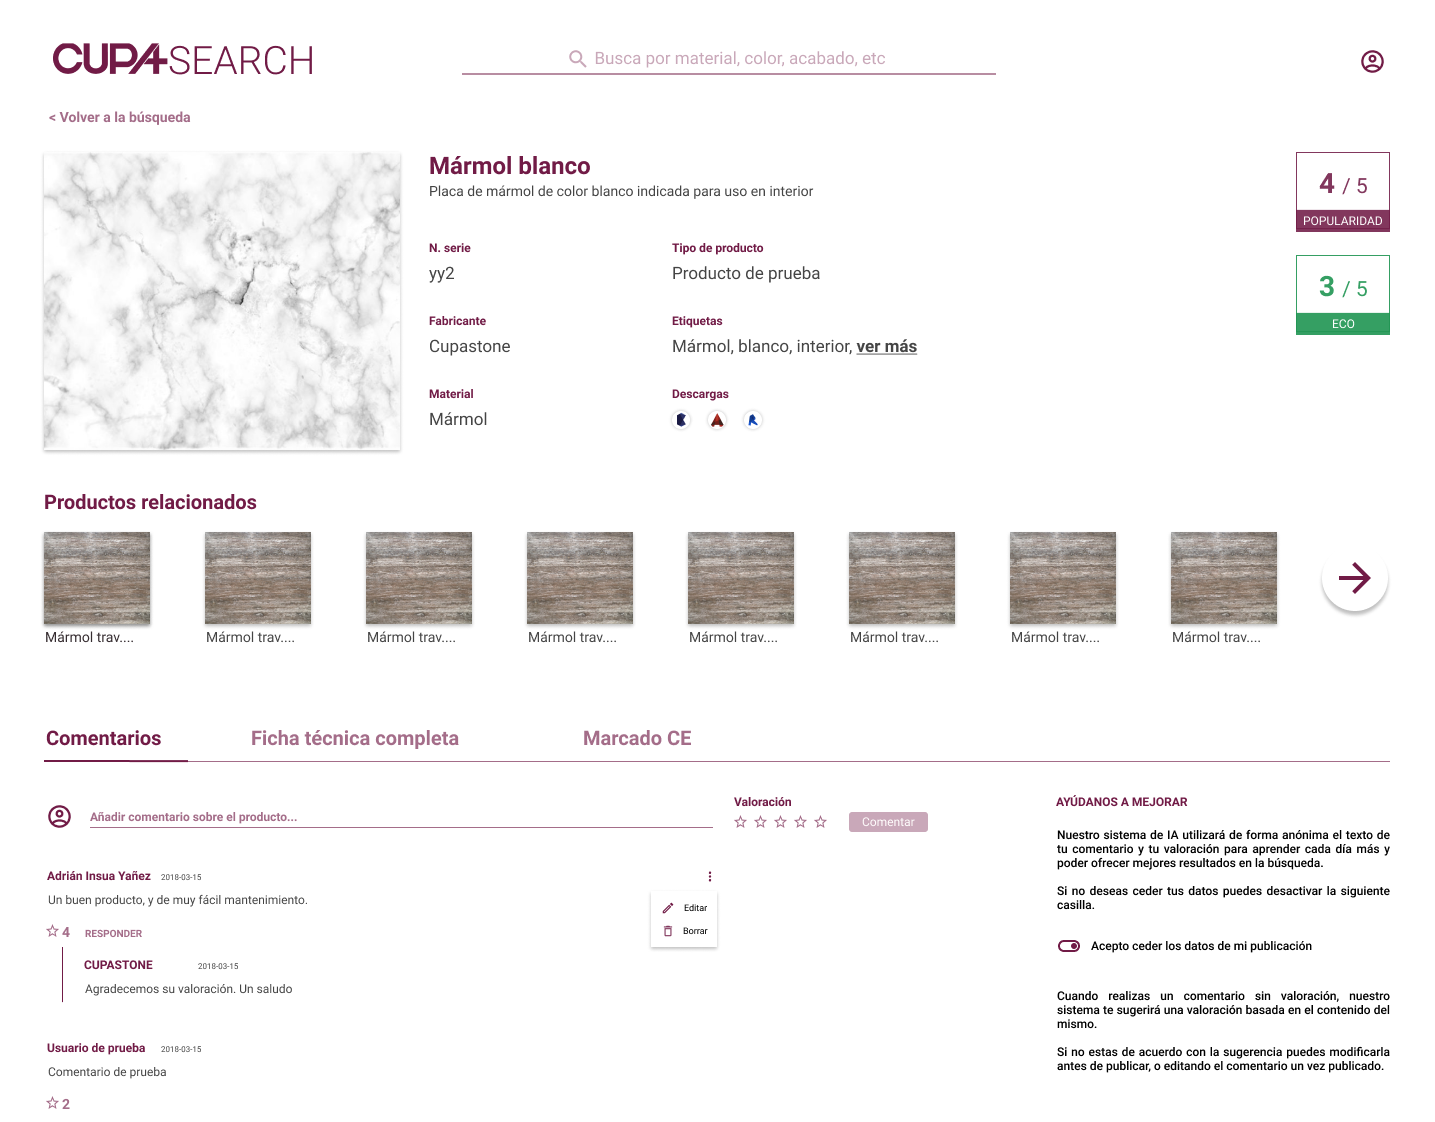 CUPASEARCH
Busca por material, color, acabado, etc
< Volver a la búsqueda
Mármol blanco
Placa de mármol de color blanco indicada para uso en interior
N. serie
yy2
Tipo de producto
Producto de prueba
Fabricante
Cupastone
Etiquetas
Mármol, blanco, interior, ver más
Material
Mármol
Descargas
4 / 5
POPULARIDAD
3 / 5
ECO
Productos relacionados
Mármol trav....
Mármol trav....
Mármol trav....
Mármol trav....
Mármol trav....
Mármol trav....
Mármol trav....
Mármol trav....
Comentarios
Ficha técnica completa
Marcado CE
Añadir comentario sobre el producto...
Valoración
Comentar
Adrián Insua Yañez 2018-03-15
Un buen producto, y de muy fácil mantenimiento.
4 RESPONDER
Editar
Borrar
CUPASTONE 2018-03-15
Agradecemos su valoración. Un saludo
Usuario de prueba 2018-03-15
Comentario de prueba
2
AYÚDANOS A MEJORAR
Nuestro sistema de IA utilizará de forma anónima el texto de
tu comentario y tu valoración para aprender cada día más y
poder ofrecer mejores resultados en la búsqueda.
Si no deseas ceder tus datos puedes desactivar la siguiente
casilla.
Acepto ceder los datos de mi publicación
Cuando realizas un comentario sin valoración, nuestro
sistema te sugerirá una valoración basada en el contenido del
mismo.
Si no estas de acuerdo con la sugerencia puedes modificarla
antes de publicar, o editando el comentario un vez publicado.